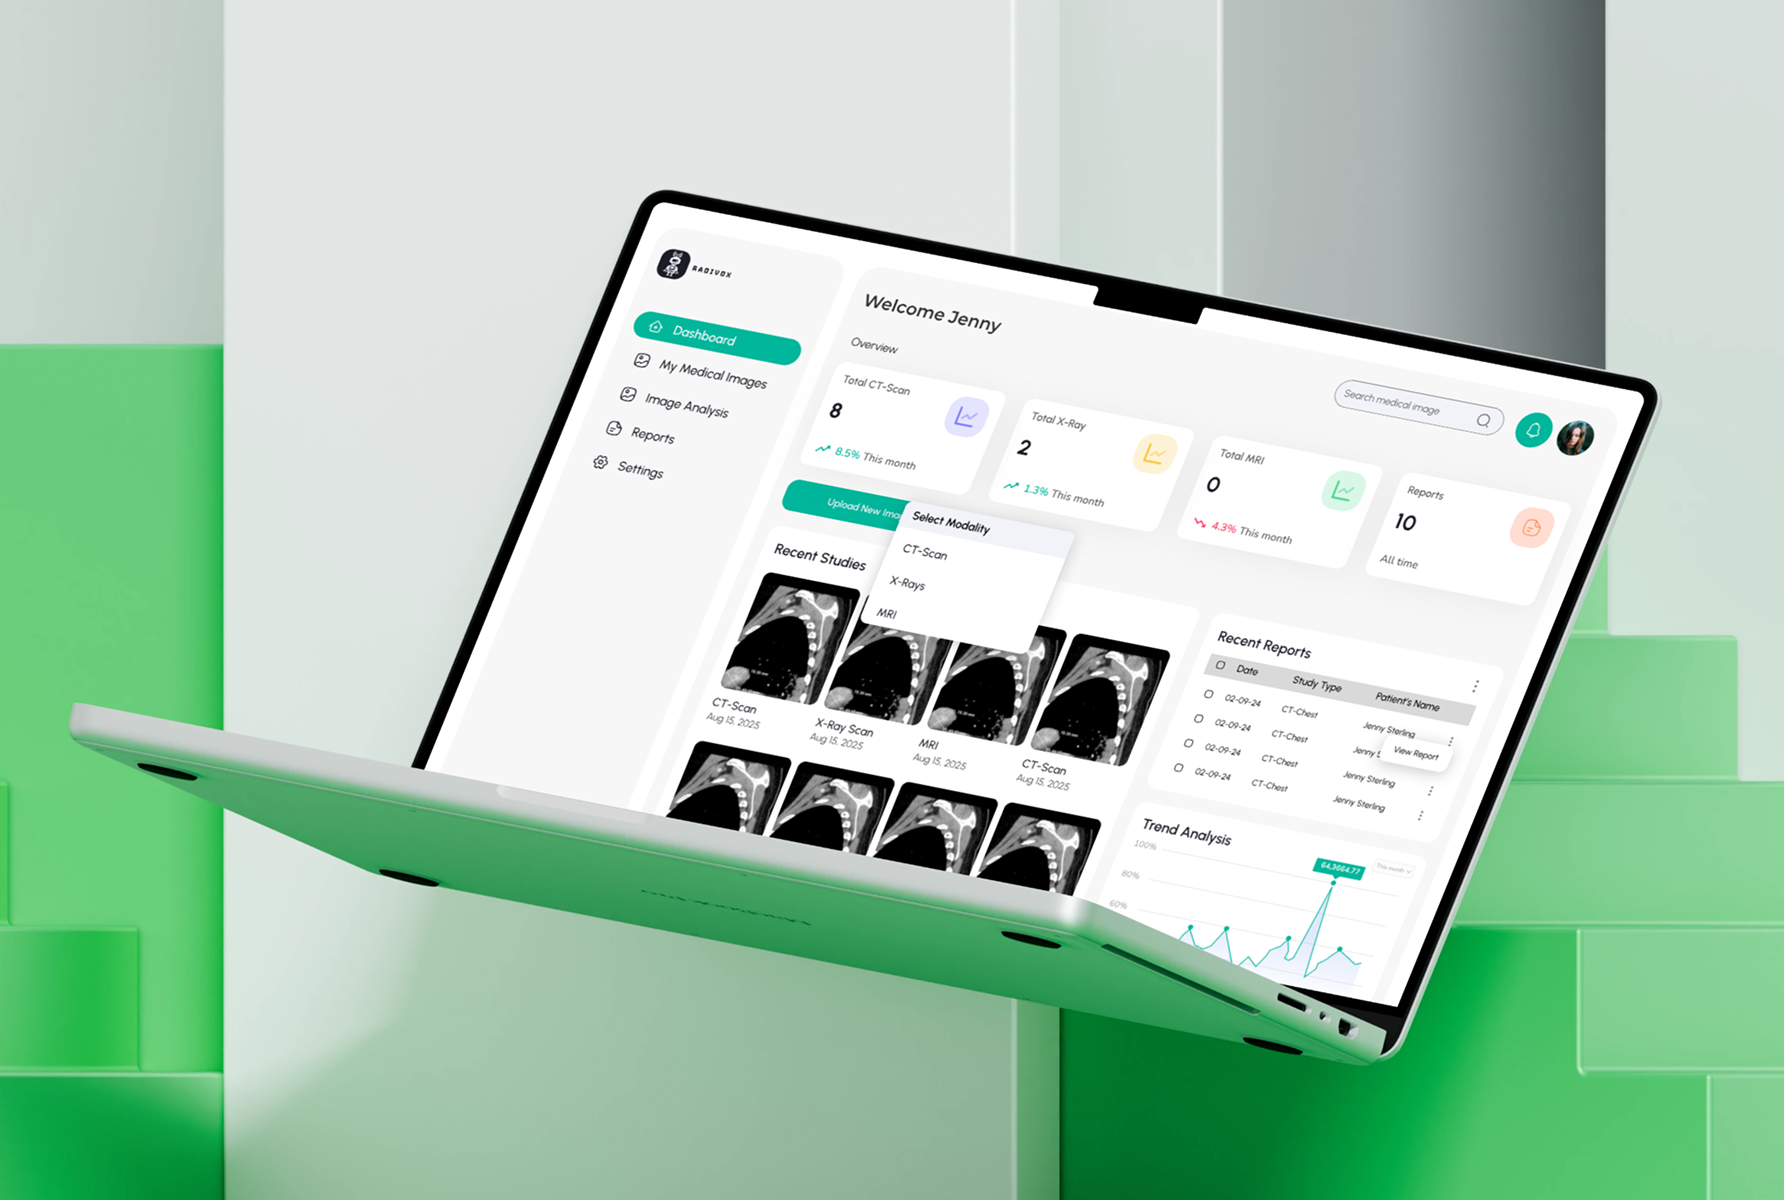 RADIVOX
Dashboard
My Medical Images
Image Analysis
Reports
Settings
Welcome Jenny
Search medical image
Overview
Total CT-Scan
8
8.5% This month
Total X-Ray
2
1.3% This month
Total MRI
0
4.3% This month
Reports
10
All time
Upload New
Select Modality
CT-Scan
X-Rays
MRI
Recent Studies
CT-Scan
Aug 15, 2025
X-Ray Scan
Aug 15, 2025
MRI
Aug 15, 2025
CT-Scan
Aug 15, 2025
Recent Reports
Date Study Type Patient's Name
02-09-24 CT-Chest Jenny Sterling
02-09-24 CT-Chest Jenny
View Report
02-09-24 CT-Chest Jenny Sterling
02-09-24 CT-Chest Jenny Sterling
Trend Analysis
This month
64,3664.77
100%
80%
60%